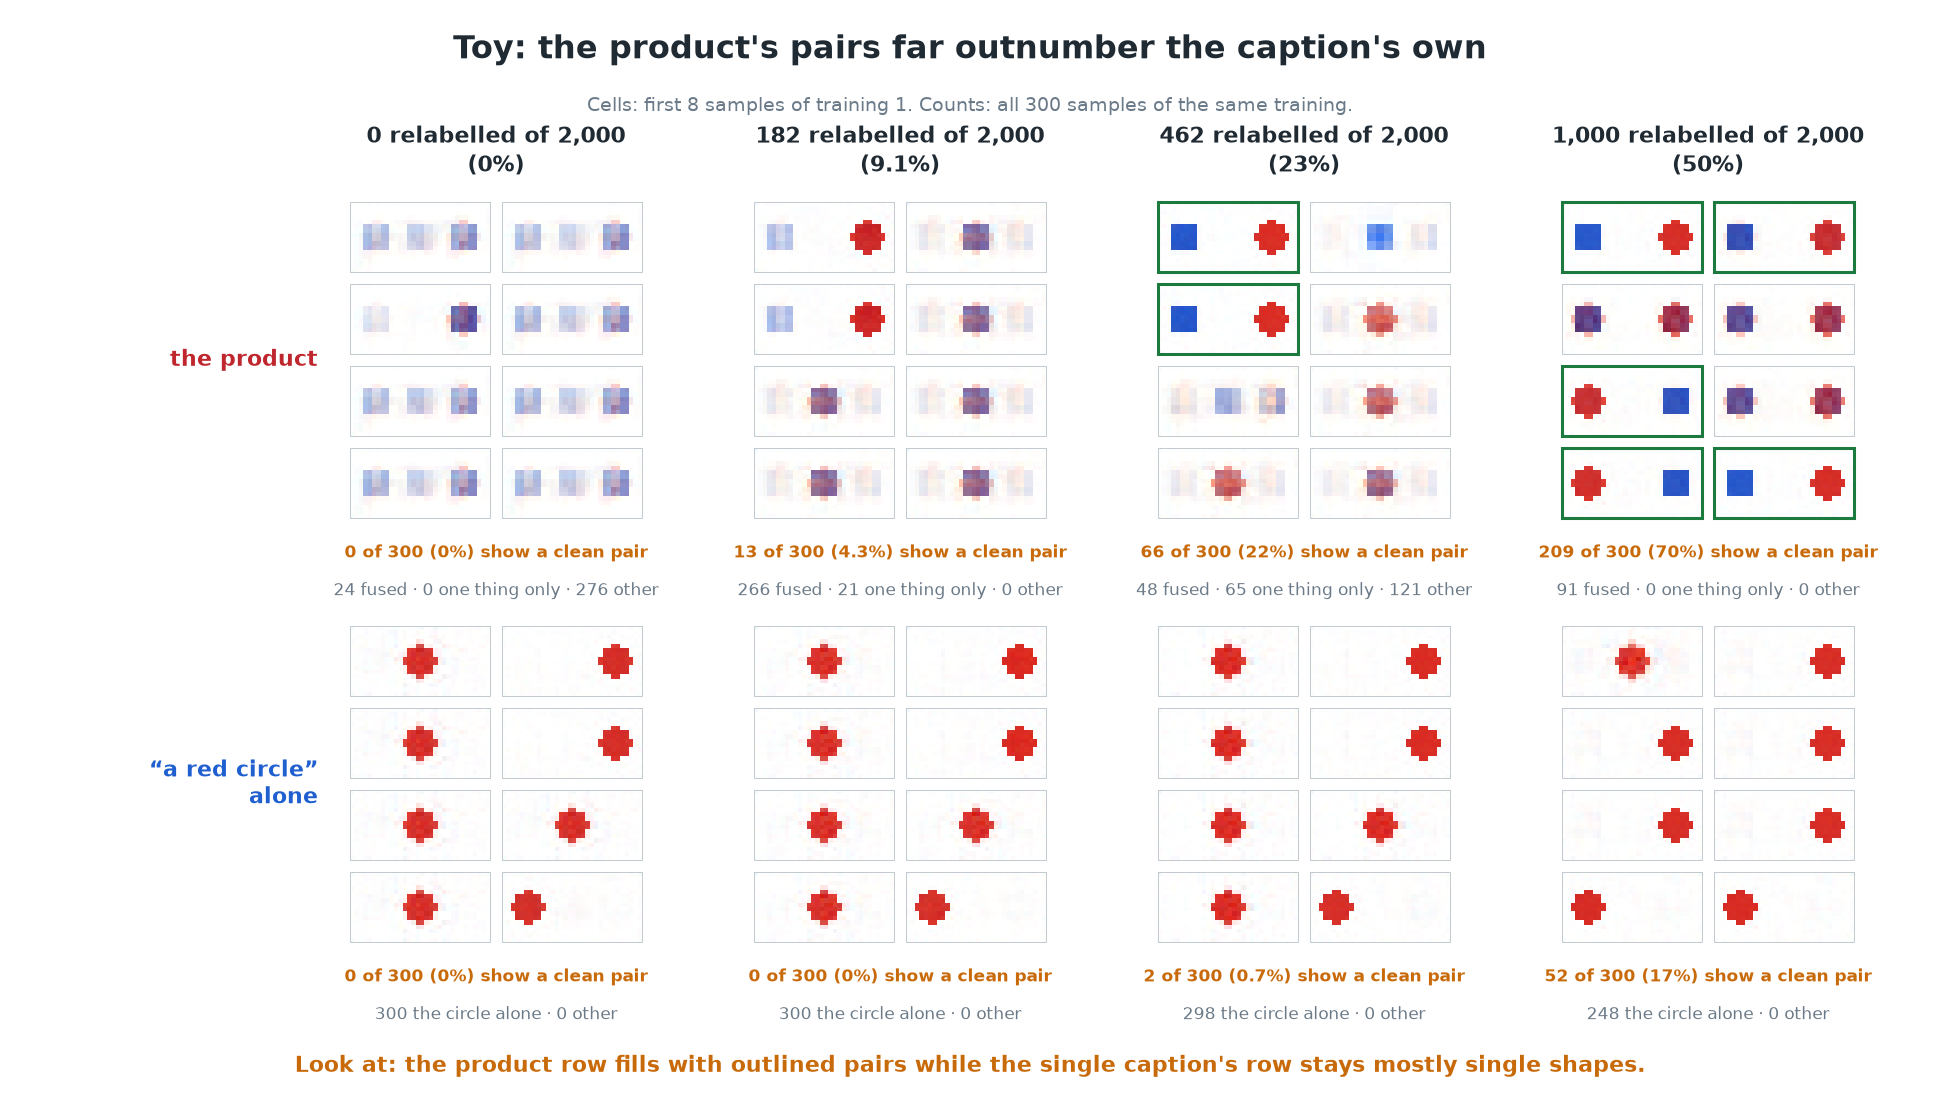 Toy: the product's pairs far outnumber the caption's own
Cells: first 8 samples of training 1. Counts: all 300 samples of the same training.
0 relabelled of 2,000
(0%)
182 relabelled of 2,000
(9.1%)
462 relabelled of 2,000
(23%)
1,000 relabelled of 2,000
(50%)
the product
0 of 300 (0%) show a clean pair
13 of 300 (4.3%) show a clean pair
66 of 300 (22%) show a clean pair
209 of 300 (70%) show a clean pair
24 fused · 0 one thing only · 276 other
266 fused · 21 one thing only · 0 other
48 fused · 65 one thing only · 121 other
91 fused · 0 one thing only · 0 other
“a red circle”
alone
0 of 300 (0%) show a clean pair
0 of 300 (0%) show a clean pair
2 of 300 (0.7%) show a clean pair
52 of 300 (17%) show a clean pair
300 the circle alone · 0 other
300 the circle alone · 0 other
298 the circle alone · 0 other
248 the circle alone · 0 other
Look at: the product row fills with outlined pairs while the single caption's row stays mostly single shapes.